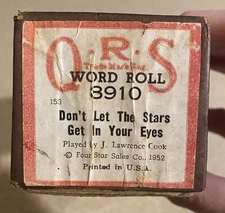 Q·R·S
Trade Mark Reg.
WORD ROLL
3910
153
Don't Let The Stars
Get In Your Eyes
Played by J. Lawrence Cook
© Four Star Sales Co., 1952
Printed in U.S.A.